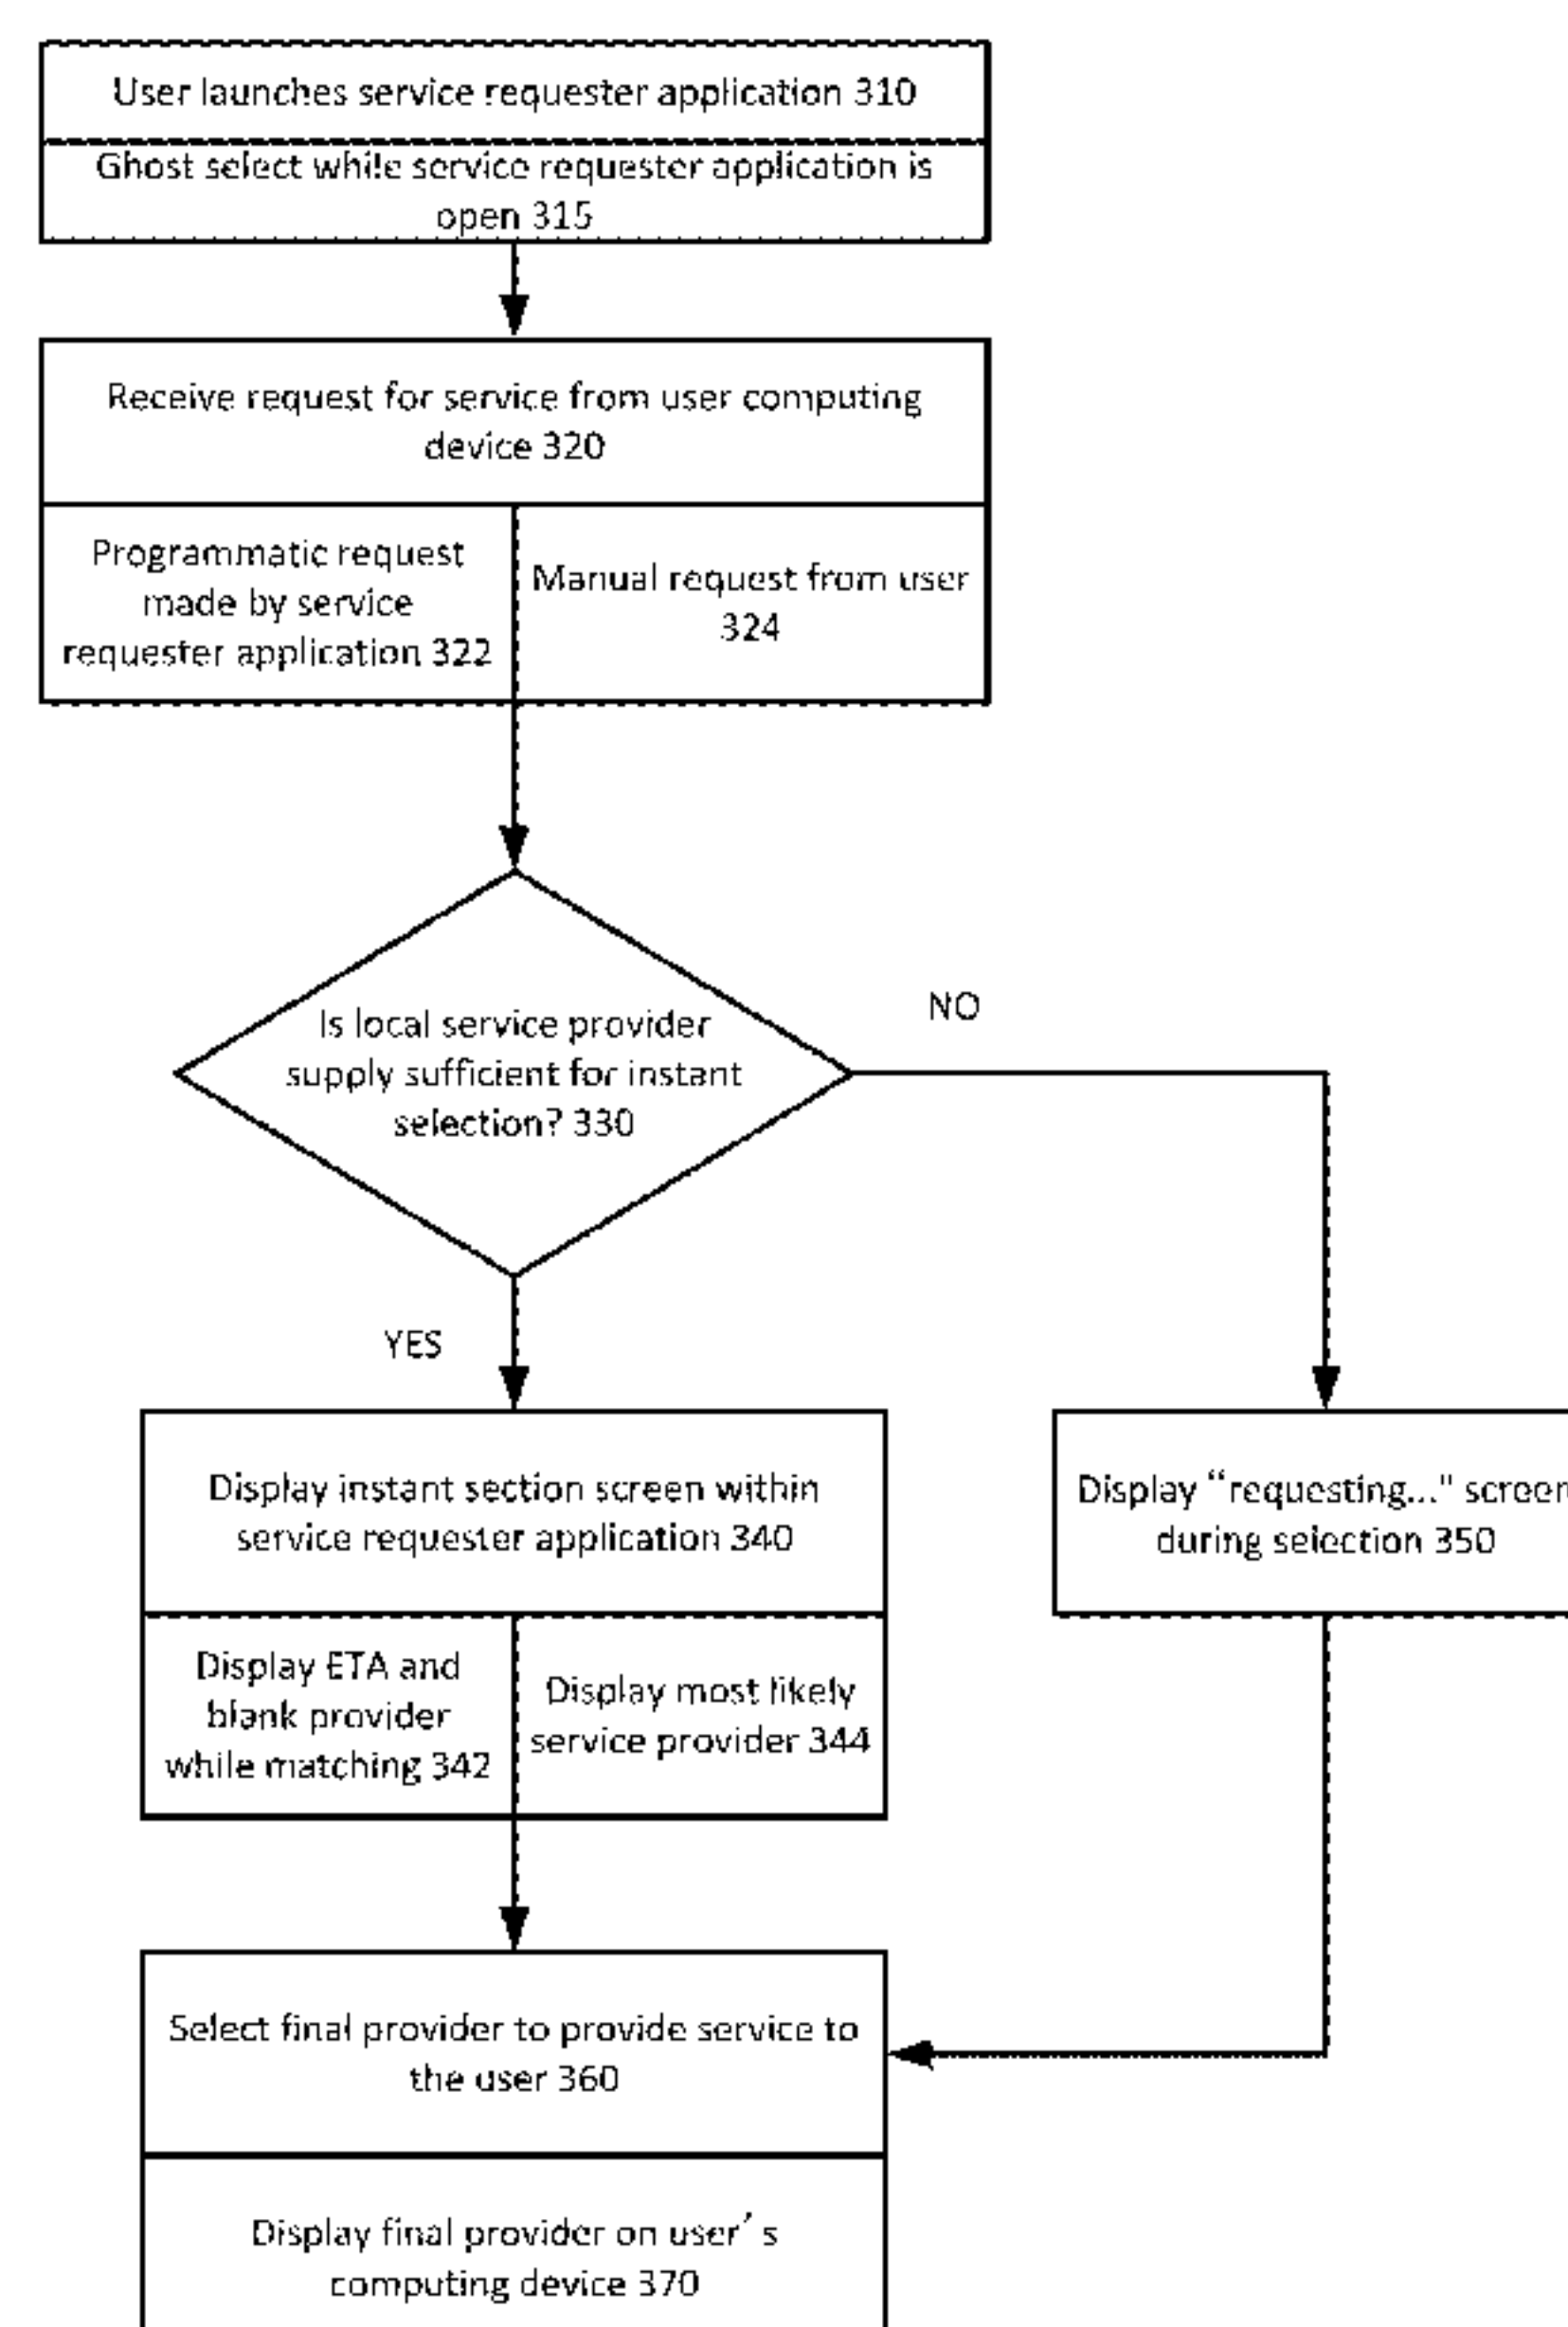 User launches service requester application 310
Ghost select while service requester application is
open 315
Receive request for service from user computing
device 320
Programmatic request
made by service
requester application 322
Manual request from user
324
Is local service provider
supply sufficient for instant
selection? 330
NO
YES
Display instant section screen within
service requester application 340
Display “requesting..." screen
during selection 350
Display ETA and
blank provider
while matching 342
Display most likely
service provider 344
Select final provider to provide service to
the user 360
Display final provider on user’s
computing device 370